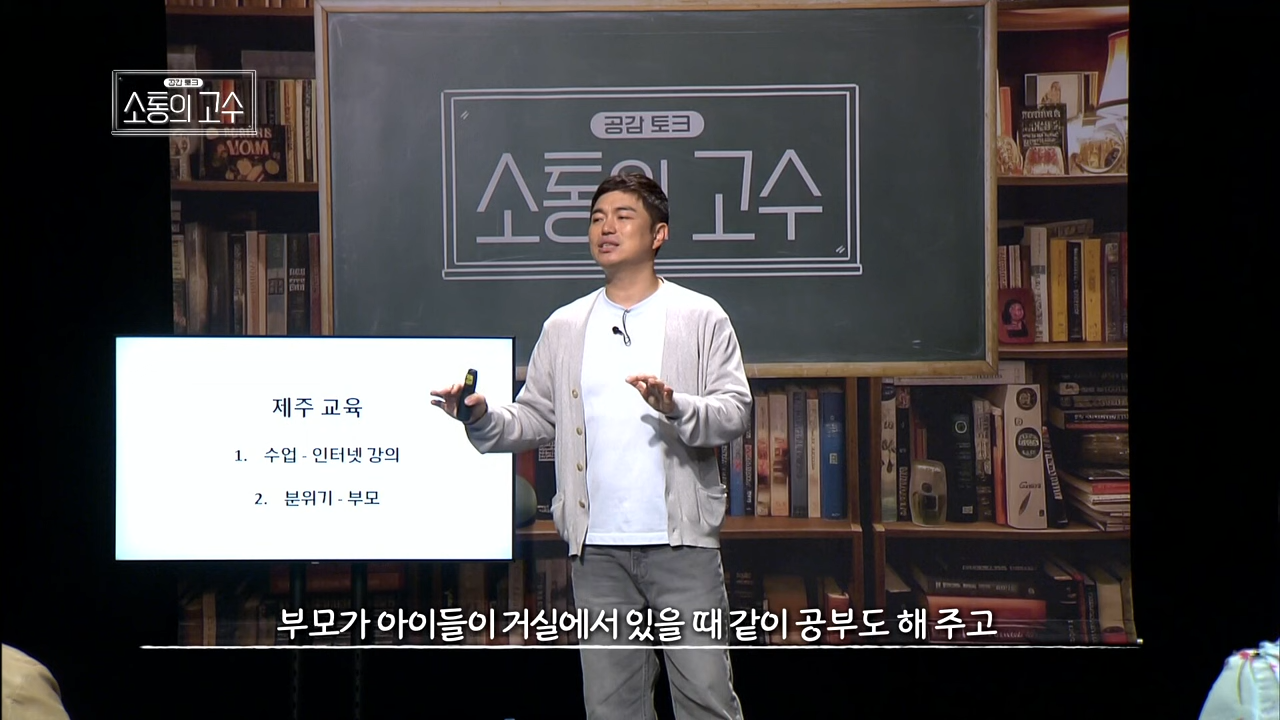 공감 토크
소통의 고수
공감 토크
소통의 고수
제주 교육
1. 수업 - 인터넷 강의
2. 분위기 - 부모
부모가 아이들이 거실에서 있을 때 같이 공부도 해 주고